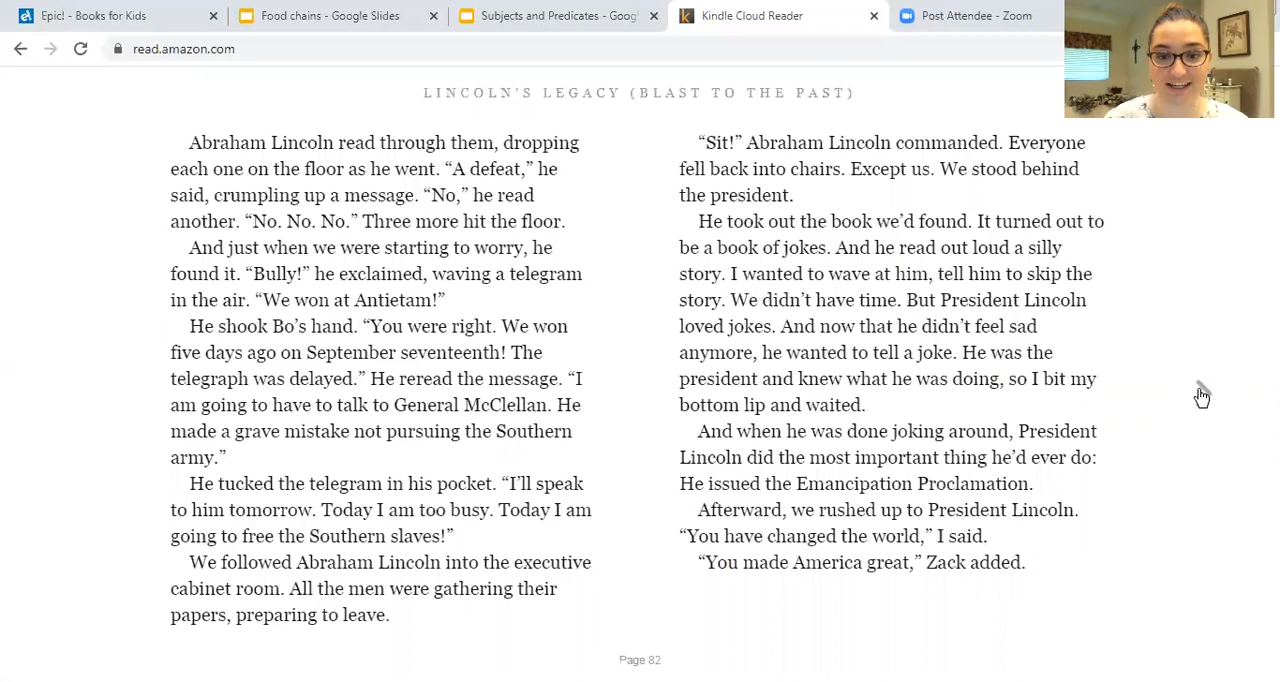 Epic! - Books for Kids
Food chains - Google Slides
Subjects and Predicates - Goog
Kindle Cloud Reader
Post Attendee - Zoom
read.amazon.com
LINCOLN'S LEGACY (BLAST TO THE PAST)
Abraham Lincoln read through them, dropping
each one on the floor as he went. “A defeat,” he
said, crumpling up a message. “No,” he read
another. “No. No. No.” Three more hit the floor.
And just when we were starting to worry, he
found it. “Bully!” he exclaimed, waving a telegram
in the air. “We won at Antietam!”
He shook Bo’s hand. “You were right. We won
five days ago on September seventeenth! The
telegraph was delayed.” He reread the message. “I
am going to have to talk to General McClellan. He
made a grave mistake not pursuing the Southern
army.”
He tucked the telegram in his pocket. “I’ll speak
to him tomorrow. Today I am too busy. Today I am
going to free the Southern slaves!”
We followed Abraham Lincoln into the executive
cabinet room. All the men were gathering their
papers, preparing to leave.
“Sit!” Abraham Lincoln commanded. Everyone
fell back into chairs. Except us. We stood behind
the president.
He took out the book we’d found. It turned out to
be a book of jokes. And he read out loud a silly
story. I wanted to wave at him, tell him to skip the
story. We didn’t have time. But President Lincoln
loved jokes. And now that he didn’t feel sad
anymore, he wanted to tell a joke. He was the
president and knew what he was doing, so I bit my
bottom lip and waited.
And when he was done joking around, President
Lincoln did the most important thing he’d ever do:
He issued the Emancipation Proclamation.
Afterward, we rushed up to President Lincoln.
“You have changed the world,” I said.
“You made America great,” Zack added.
Page 82